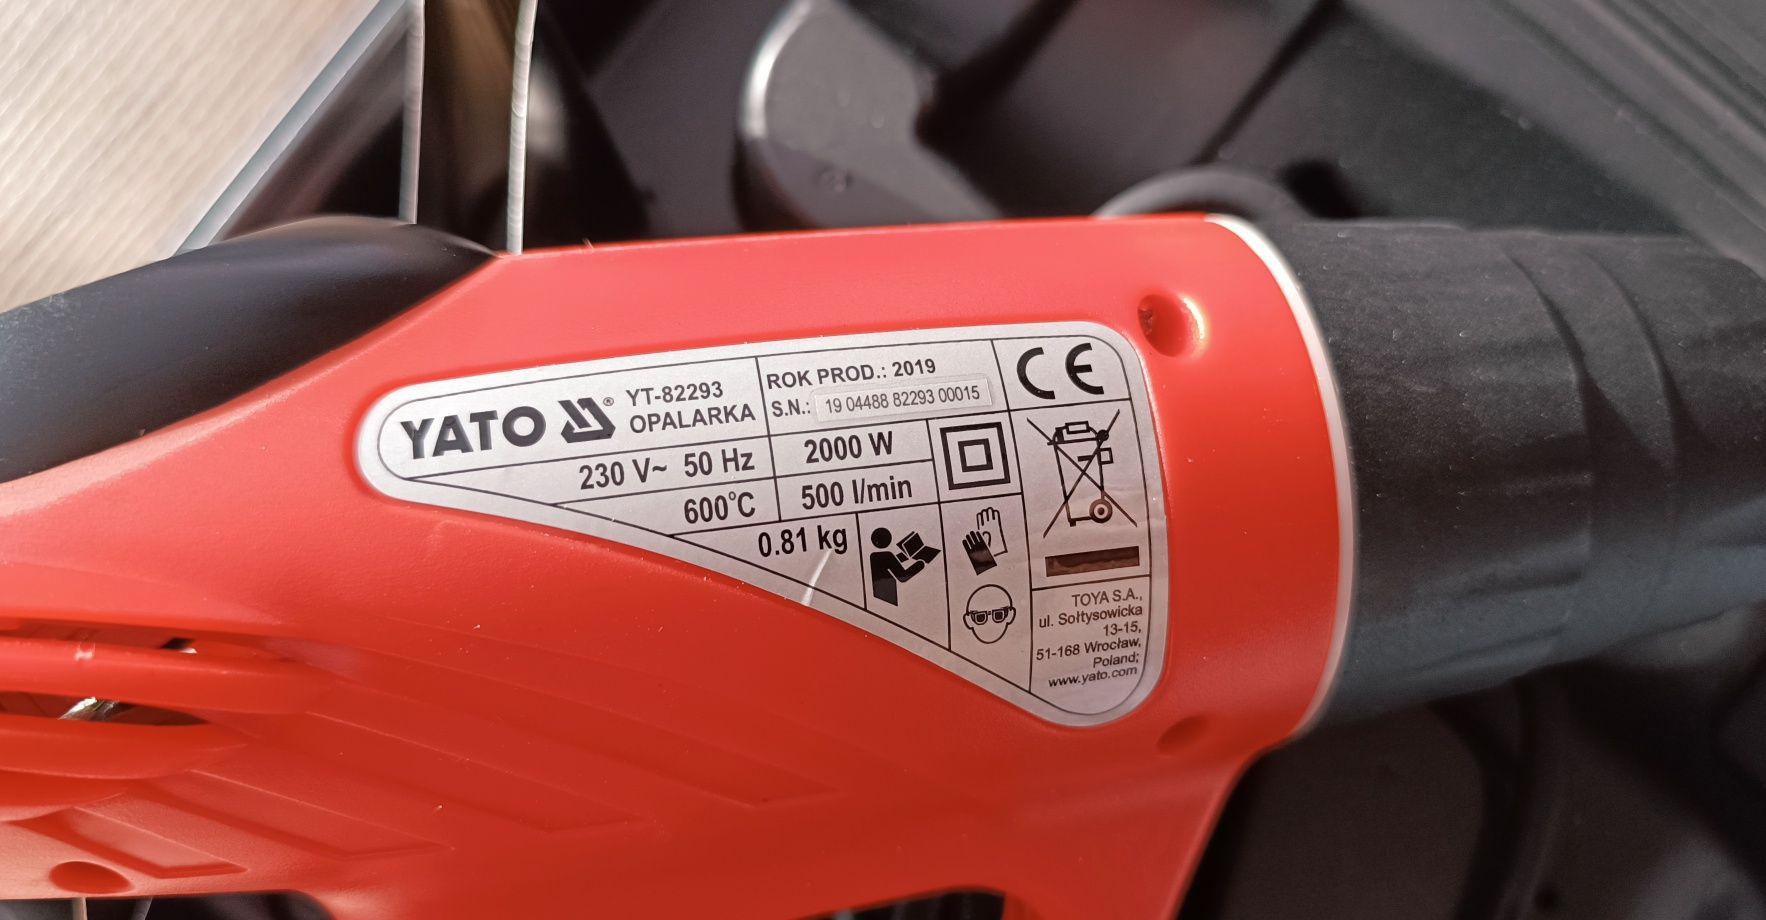 YATO ® YT-82293
OPALARKA
ROK PROD.: 2019
S.N.: 19 04488 82293 00015
CE
230 V~ 50 Hz
2000 W
600°C
500 l/min
0.81 kg
TOYA S.A.,
ul. Sołtysowicka
13-15,
51-168 Wrocław,
Poland;
www.yato.com